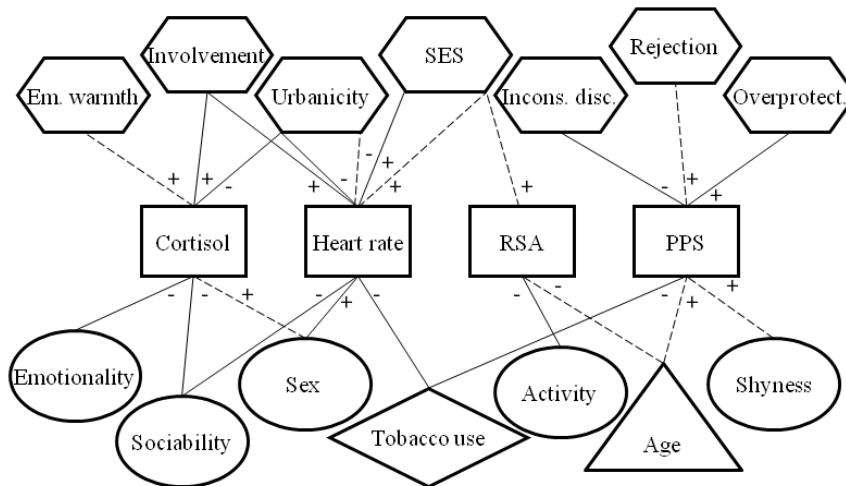 Em. warmth
Involvement
Urbanicity
SES
Incons. disc.
Rejection
Overprotect.
+
+
-
+
-
+
+
+
-
+
+
Cortisol
Heart rate
RSA
PPS
-
-
+
-
+
-
-
-
-
+
+
Emotionality
Sociability
Sex
Tobacco use
Activity
Age
Shyness